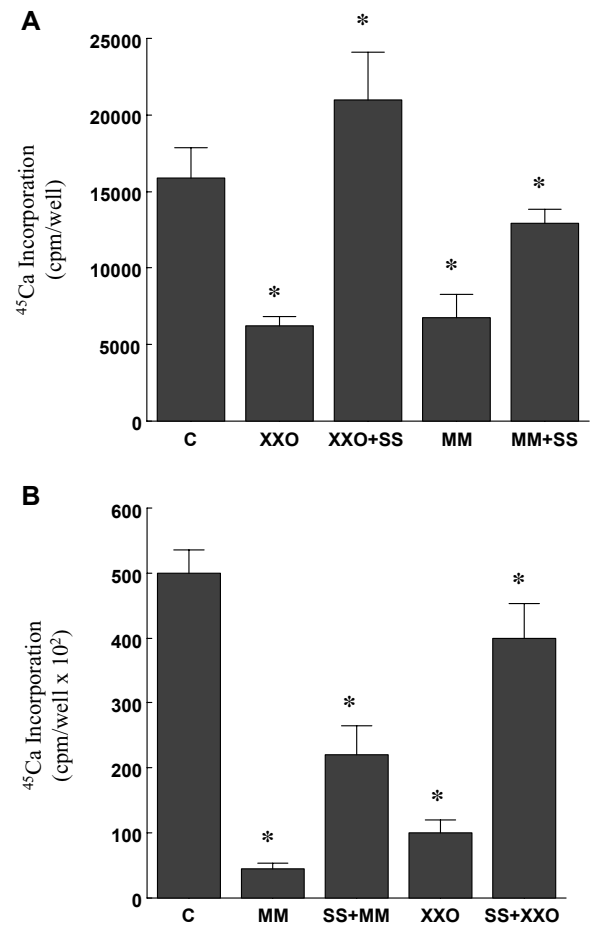 A
25000
20000
15000
10000
5000
0
⁴⁵Ca Incorporation
(cpm/well)
*
*
*
*
C XXO XXO+SS MM MM+SS
B
600
500
400
300
200
100
0
⁴⁵Ca Incorporation
(cpm/well x 10²)
*
*
*
*
C MM SS+MM XXO SS+XXO